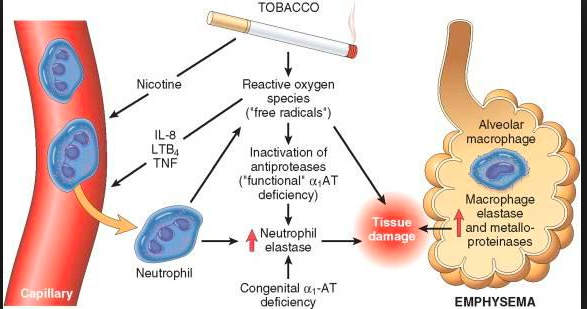 TOBACCO
Nicotine
Reactive oxygen
species
("free radicals")
IL-8
LTB₄
TNF
Inactivation of
antiproteases
("functional" α₁AT
deficiency)
Neutrophil
elastase
Neutrophil
Congenital α₁-AT
deficiency
Capillary
Tissue
damage
Alveolar
macrophage
Macrophage
elastase
and metallo-
proteinases
EMPHYSEMA